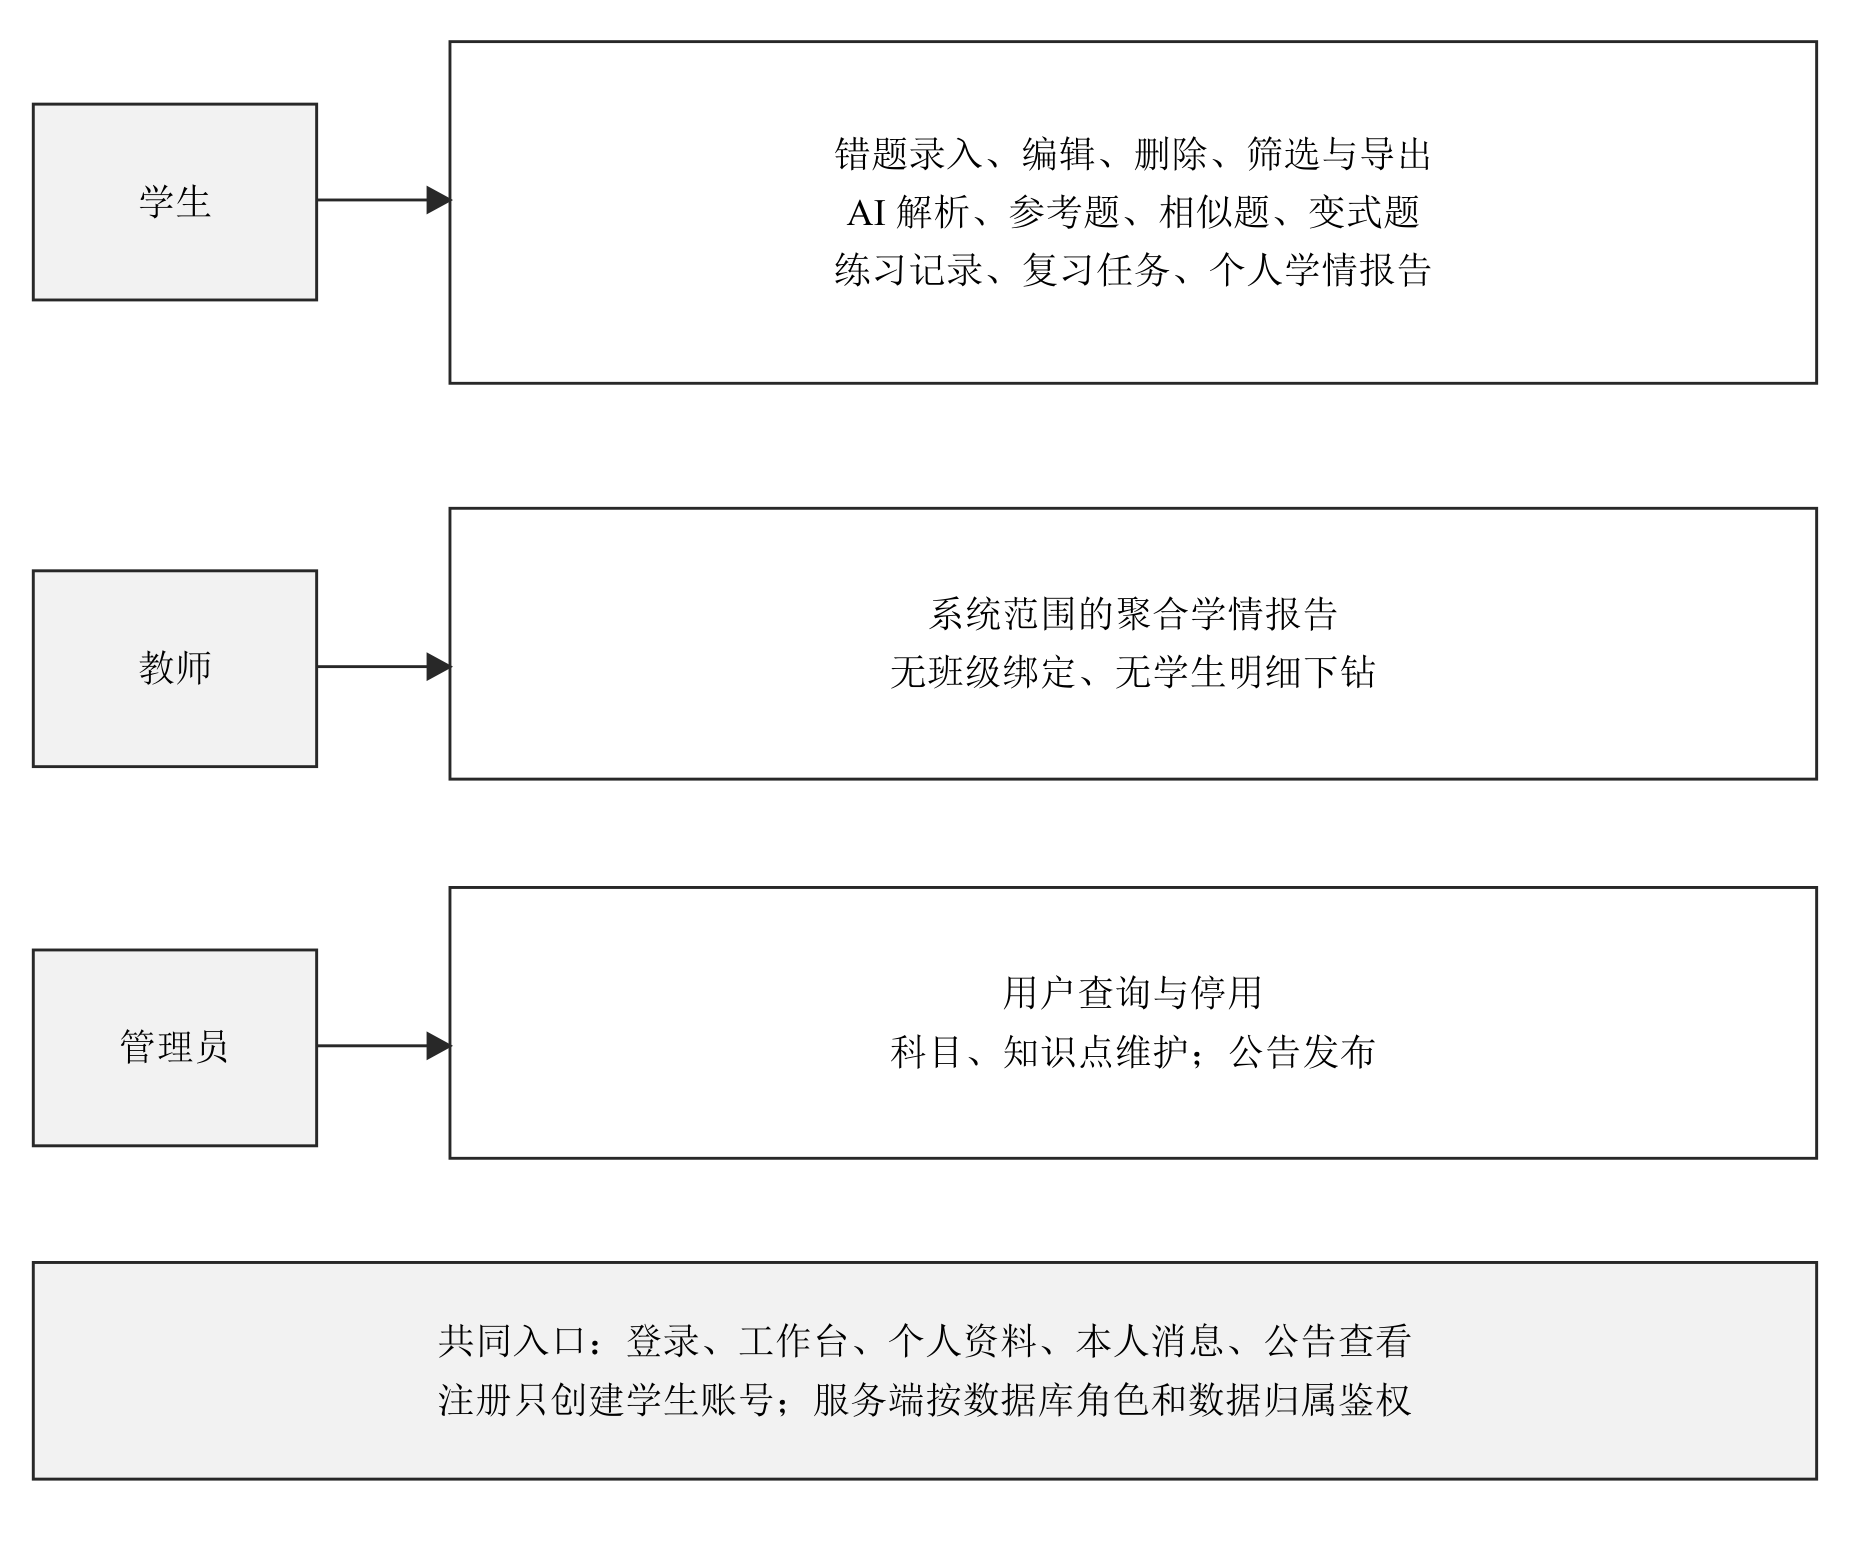 学生
错题录入、编辑、删除、筛选与导出
AI 解析、参考题、相似题、变式题
练习记录、复习任务、个人学情报告
教师
系统范围的聚合学情报告
无班级绑定、无学生明细下钻
管理员
用户查询与停用
科目、知识点维护；公告发布
共同入口：登录、工作台、个人资料、本人消息、公告查看
注册只创建学生账号；服务端按数据库角色和数据归属鉴权